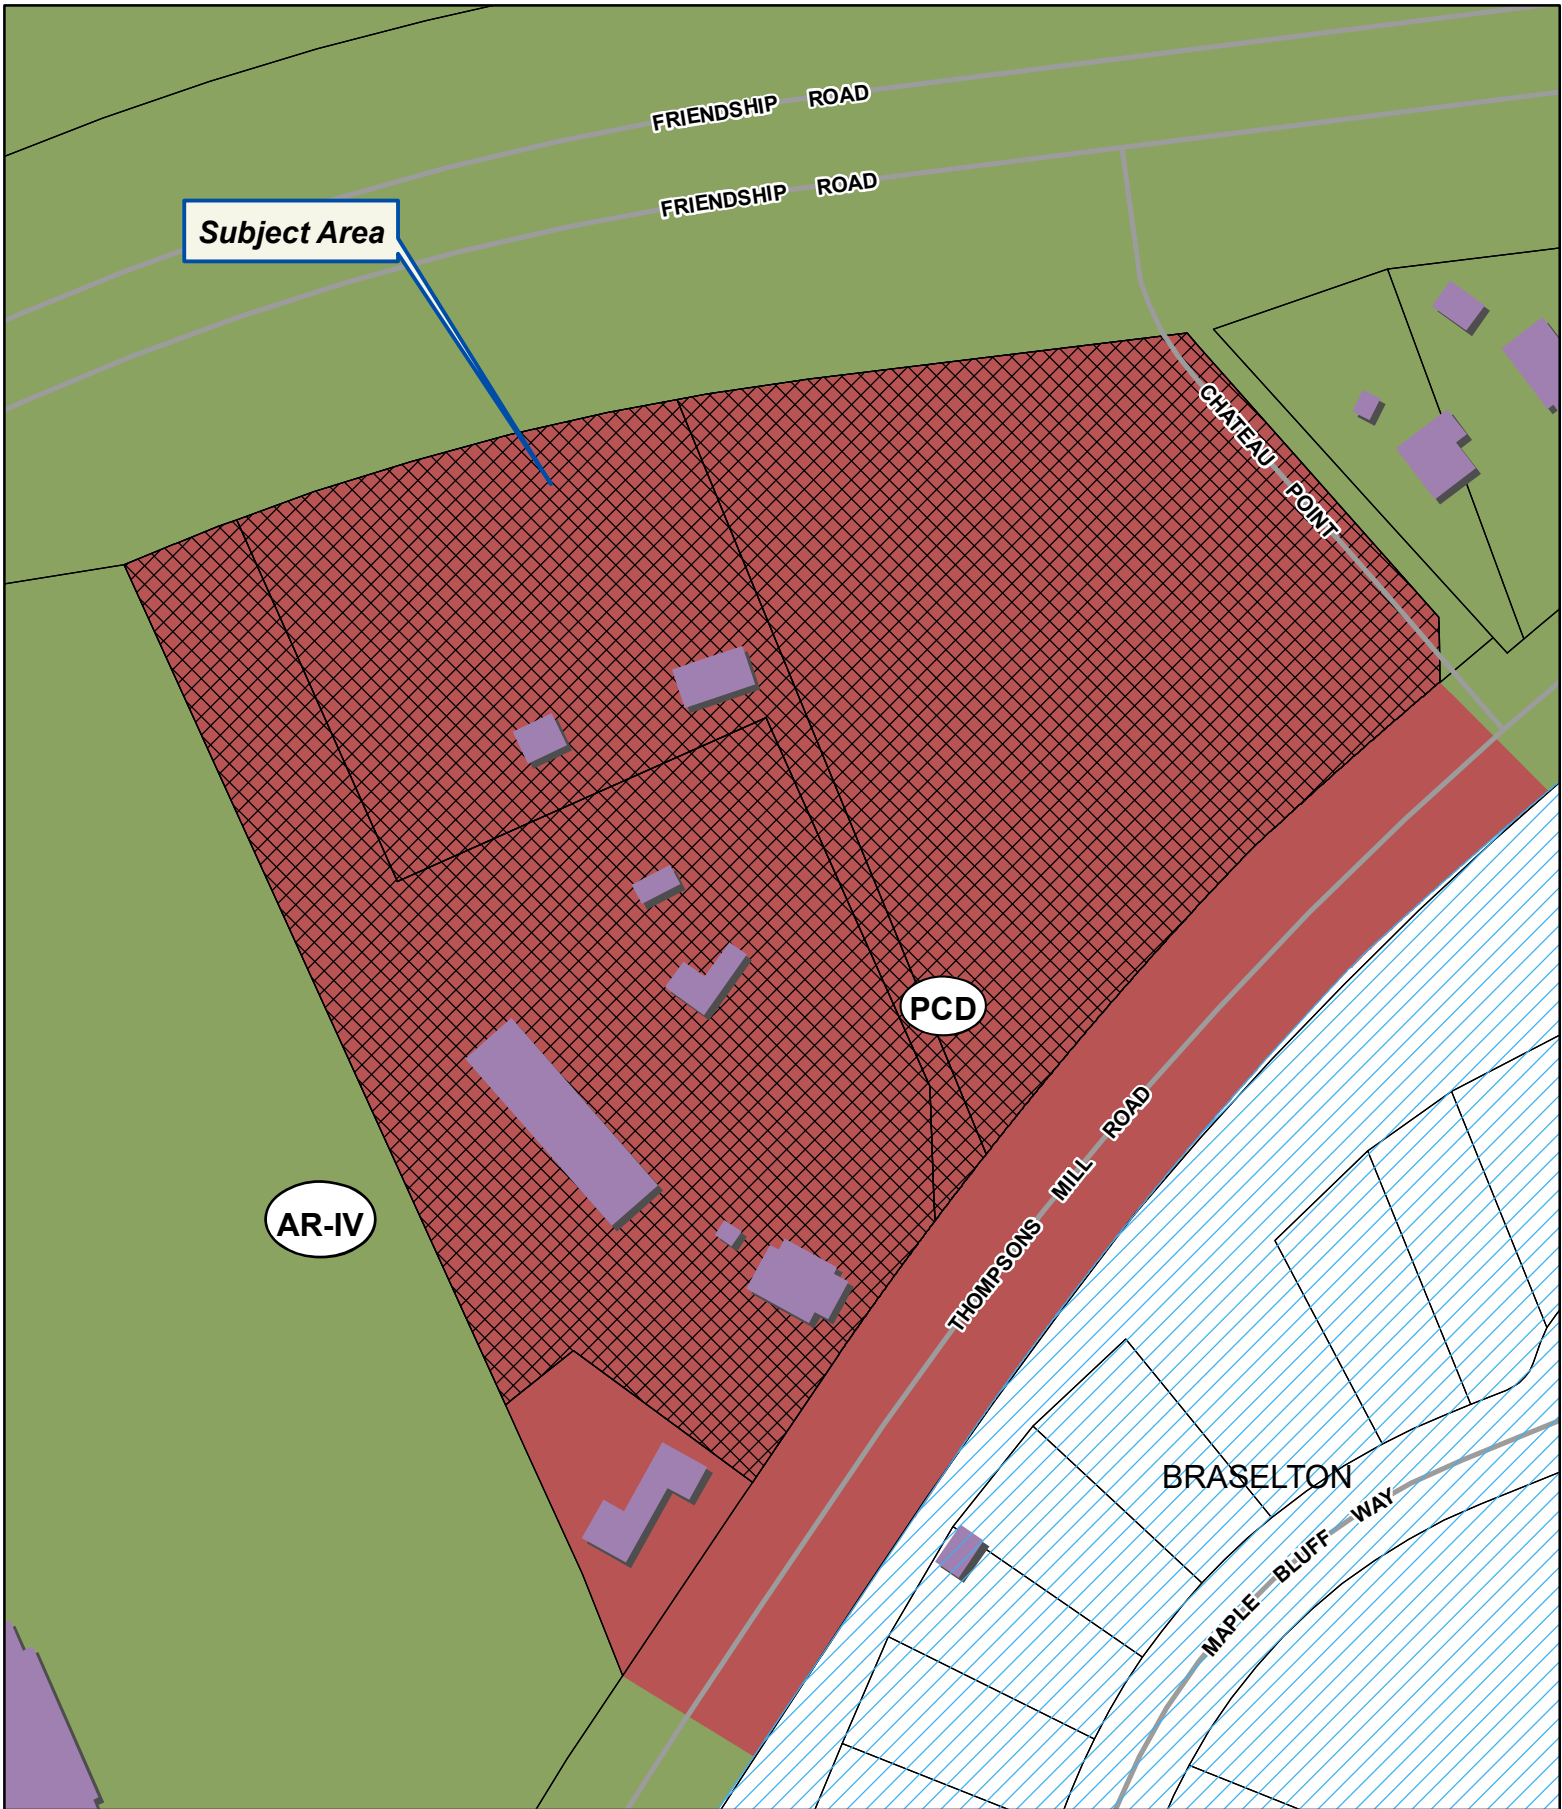 FRIENDSHIP ROAD
FRIENDSHIP ROAD
Subject Area
CHATEAU POINT
PCD
THOMPSONS MILL ROAD
AR-IV
BRASELTON
MAPLE BLUFF WAY